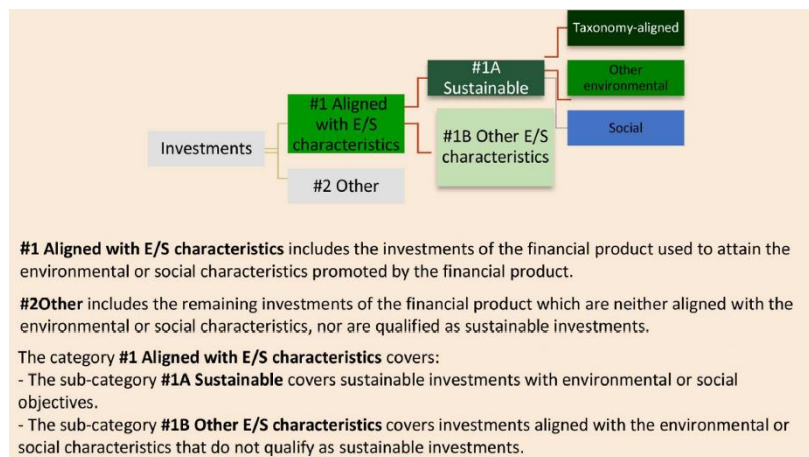 Taxonomy-aligned
#1A
Sustainable
Other
environmental
#1 Aligned
with E/S
characteristics
Social
Investments
#1B Other E/S
characteristics
#2 Other
#1 Aligned with E/S characteristics includes the investments of the financial product used to attain the
environmental or social characteristics promoted by the financial product.
#2Other includes the remaining investments of the financial product which are neither aligned with the
environmental or social characteristics, nor are qualified as sustainable investments.
The category #1 Aligned with E/S characteristics covers:
- The sub-category #1A Sustainable covers sustainable investments with environmental or social
objectives.
- The sub-category #1B Other E/S characteristics covers investments aligned with the environmental or
social characteristics that do not qualify as sustainable investments.